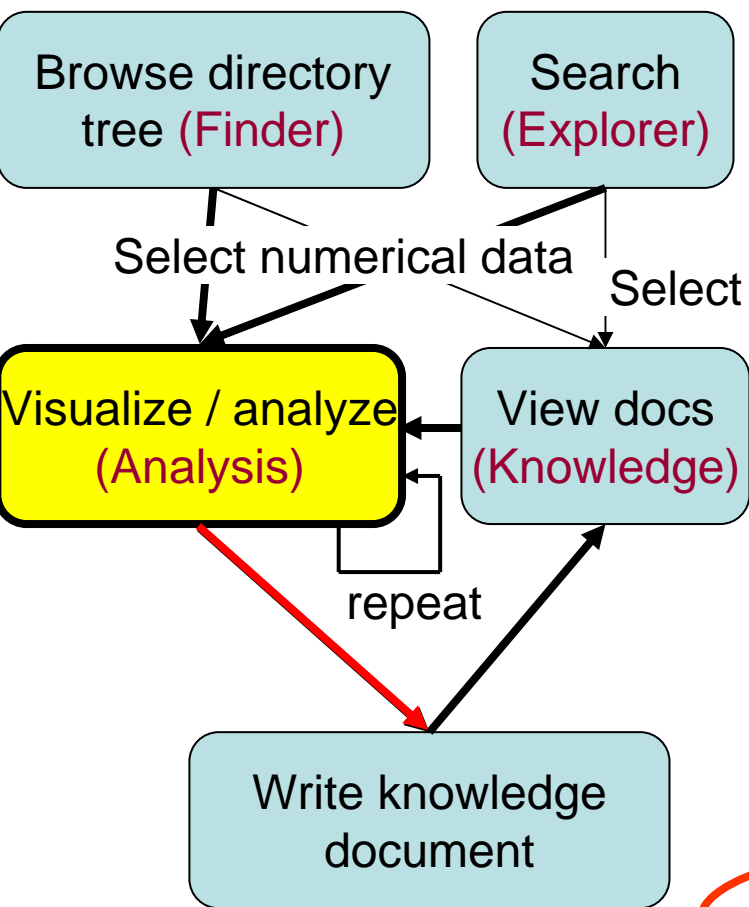 Browse directory
tree (Finder)
Search
(Explorer)
Select numerical data
Select
Visualize / analyze
(Analysis)
View docs
(Knowledge)
repeat
Write knowledge
document